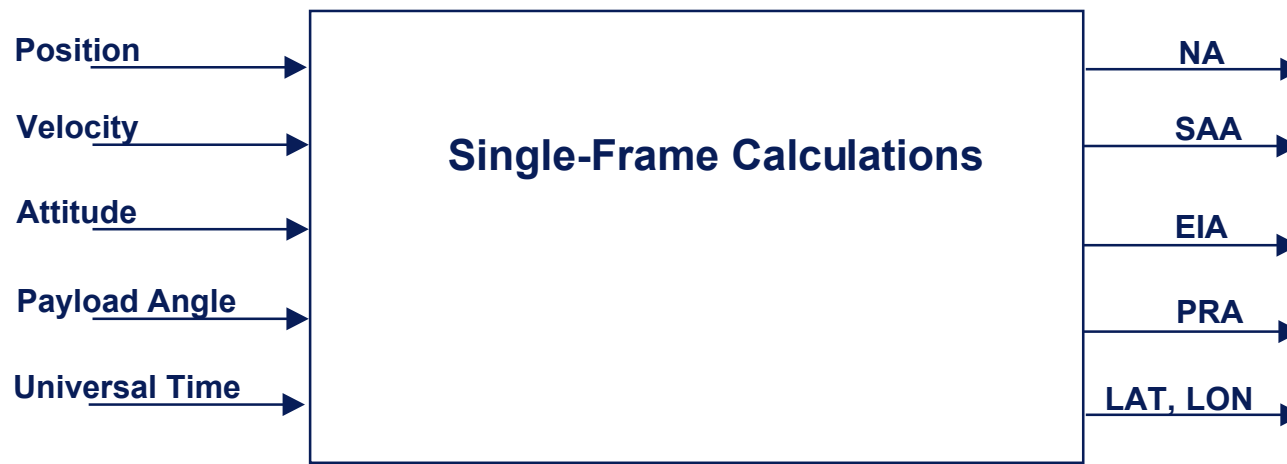 Position
Velocity
Attitude
Payload Angle
Universal Time
Single-Frame Calculations
NA
SAA
EIA
PRA
LAT, LON